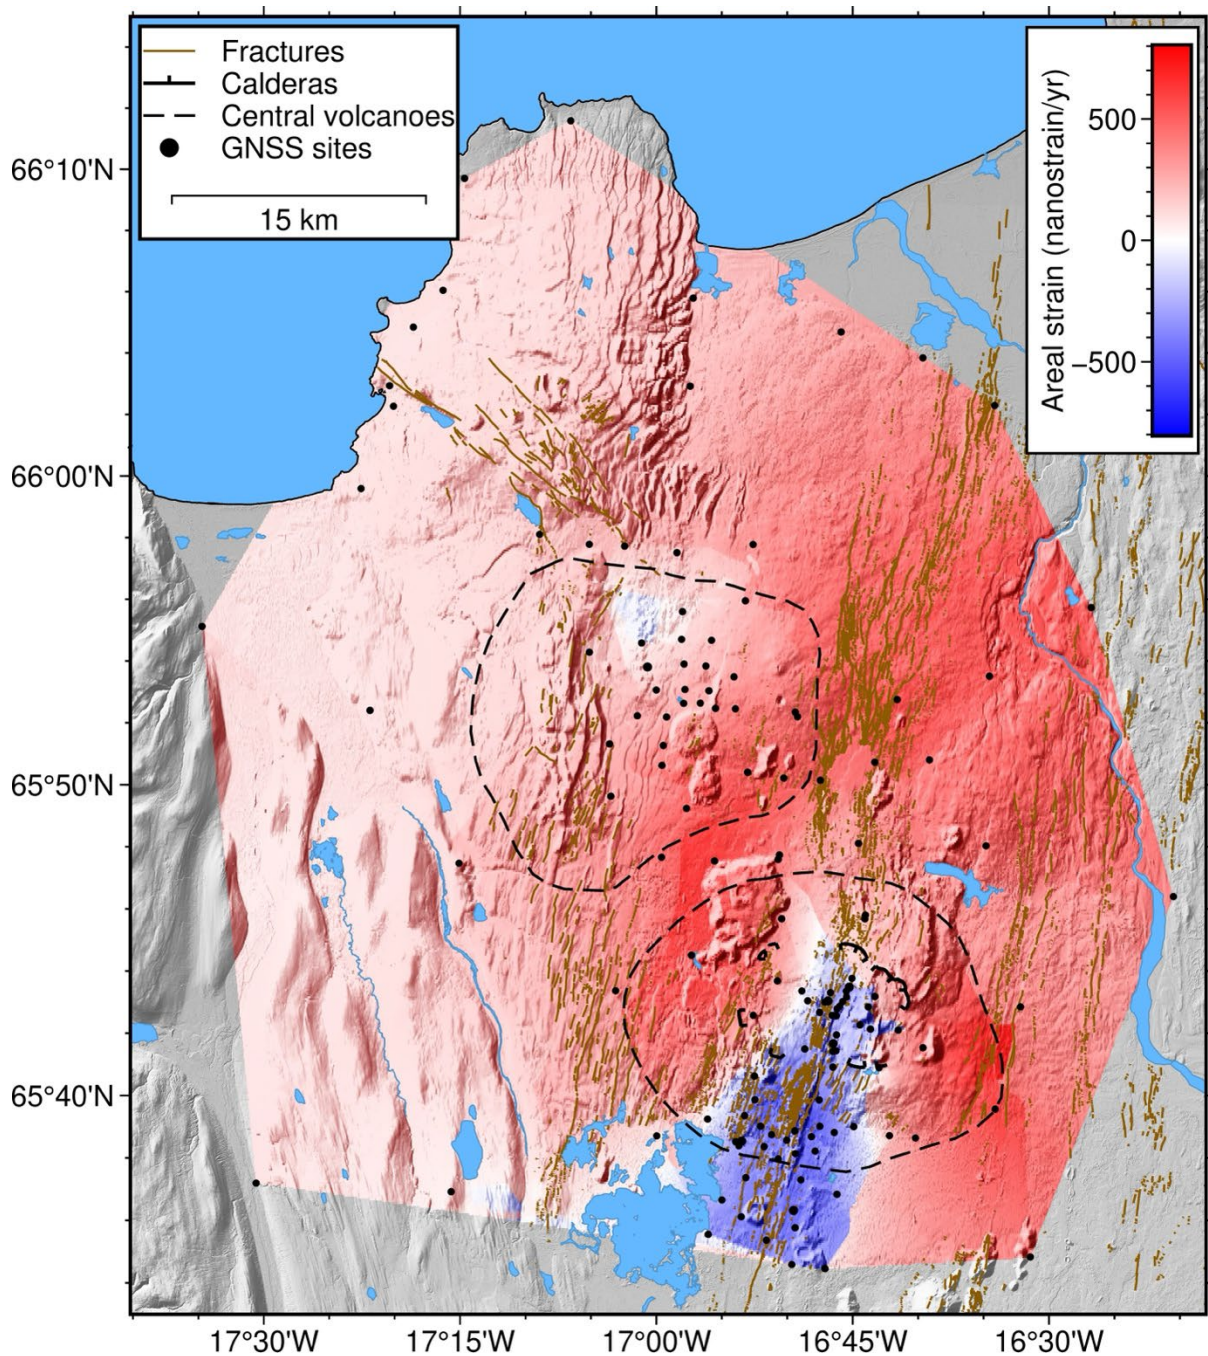 Fractures
Calderas
Central volcanoes
GNSS sites
15 km
Areal strain (nanostrain/yr)
500
0
−500
66°10'N
66°00'N
65°50'N
65°40'N
17°30'W
17°15'W
17°00'W
16°45'W
16°30'W